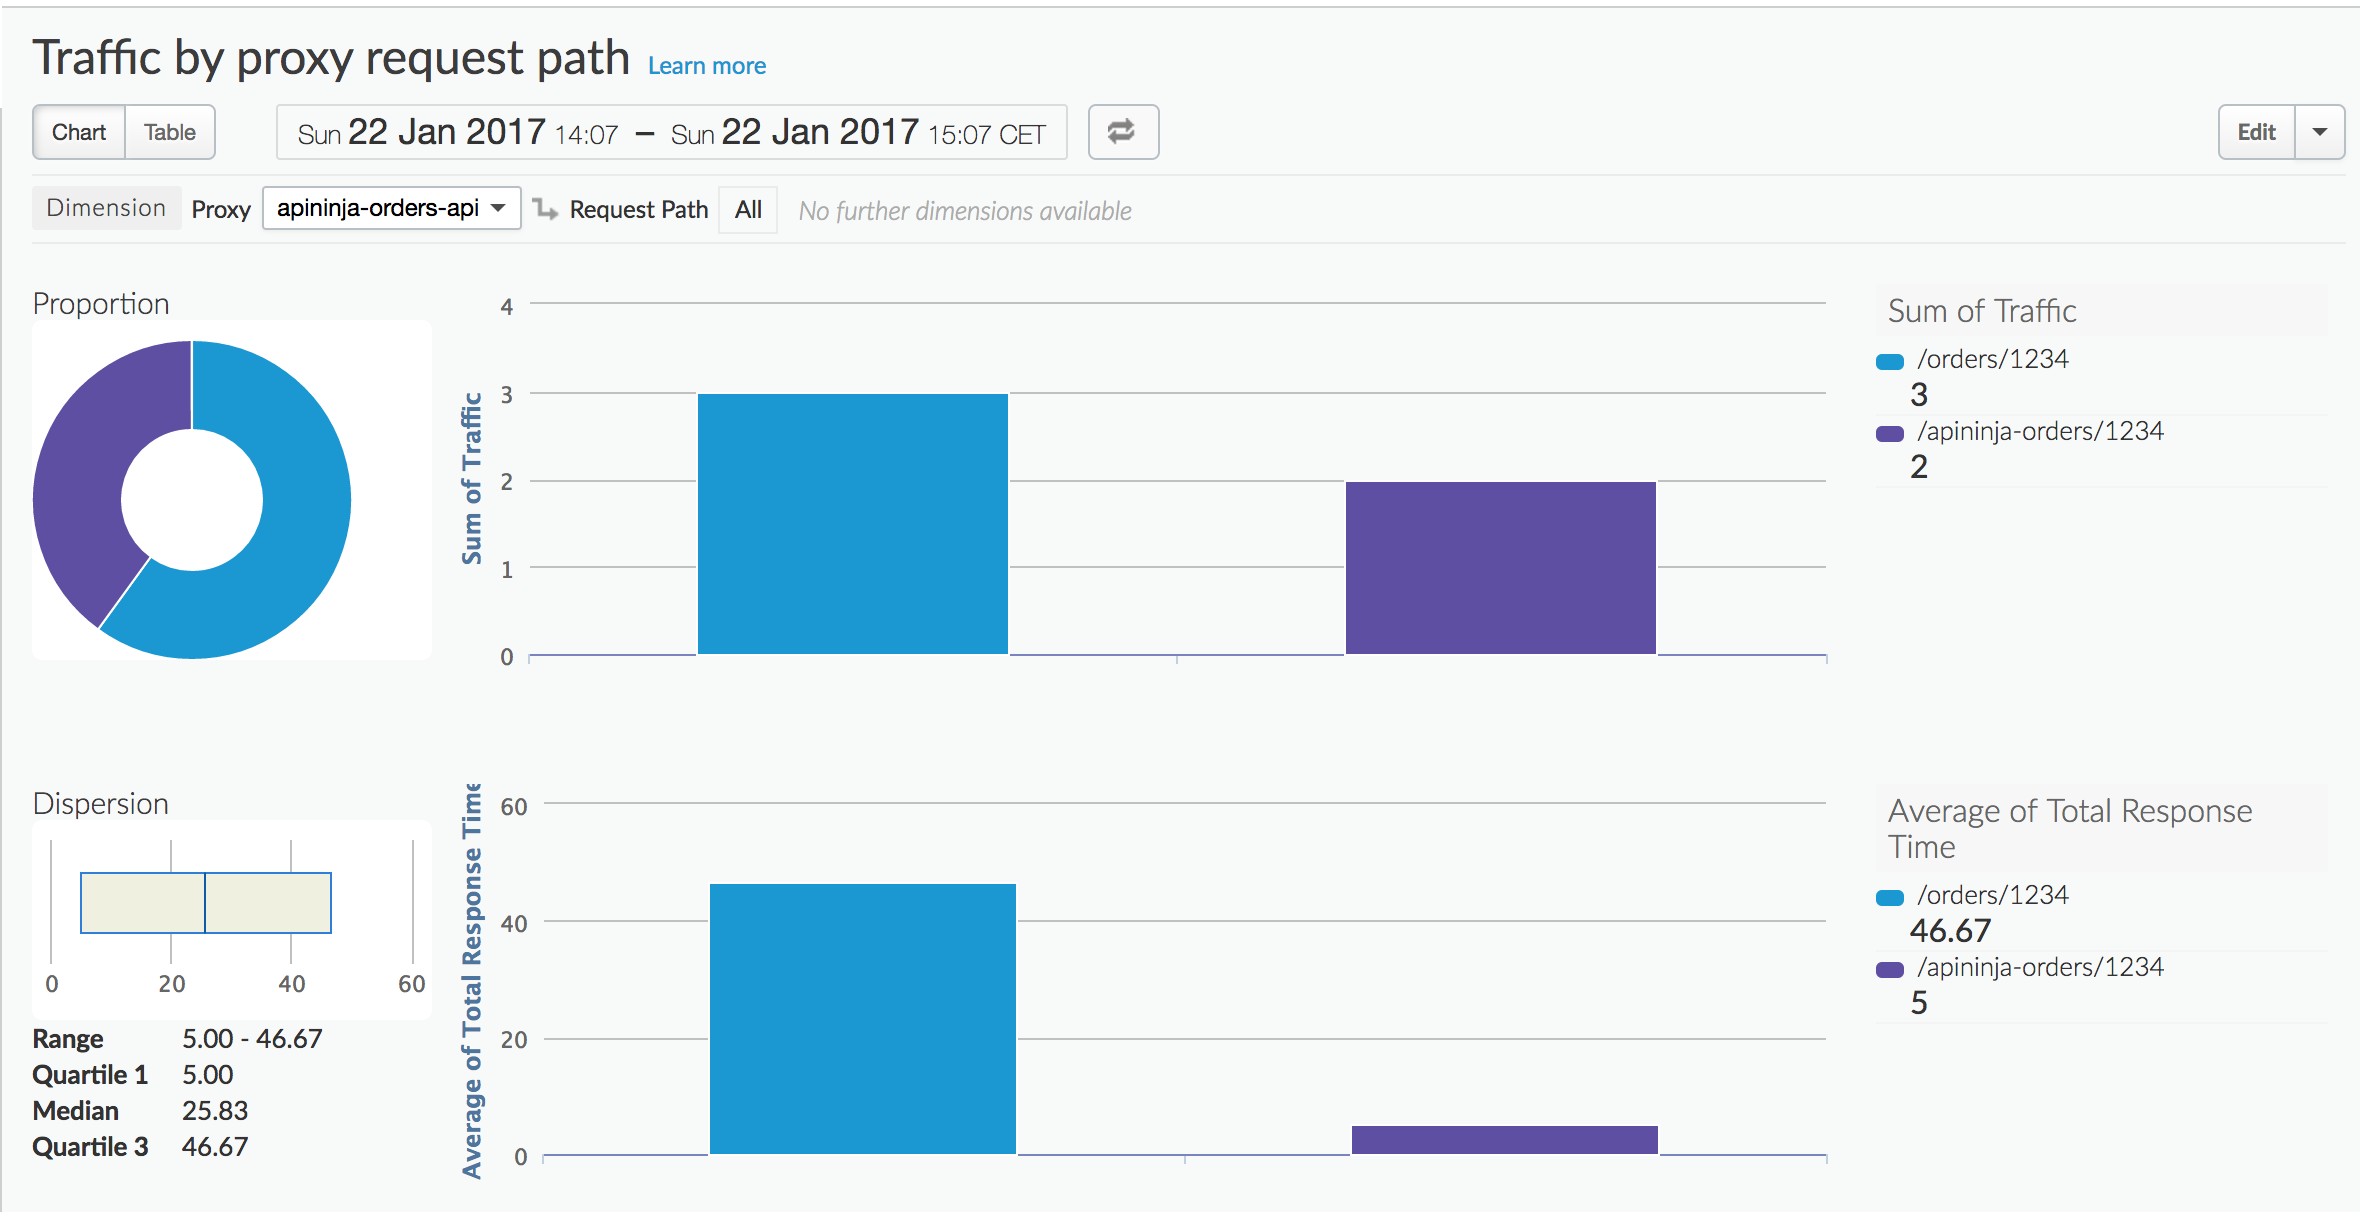 Traffic by proxy request path Learn more
Chart Table Sun 22 Jan 2017 14:07 – Sun 22 Jan 2017 15:07 CET Edit
Dimension Proxy apininja-orders-api Request Path All No further dimensions available
Proportion
Sum of Traffic
4
3
2
1
0
Sum of Traffic
/orders/1234
3
/apininja-orders/1234
2
Dispersion
0 20 40 60
Range 5.00 - 46.67
Quartile 1 5.00
Median 25.83
Quartile 3 46.67
Average of Total Response Time
60
40
20
0
Average of Total Response
Time
/orders/1234
46.67
/apininja-orders/1234
5